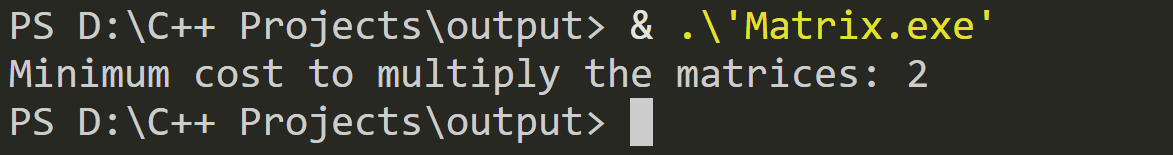 PS D:\C++ Projects\output> & .\'Matrix.exe'
Minimum cost to multiply the matrices: 2
PS D:\C++ Projects\output>